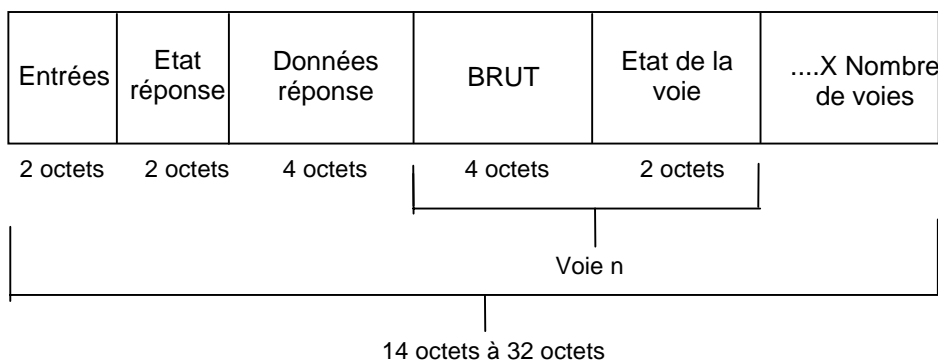 Entrées
Etat
réponse
Données
réponse
BRUT
Etat de la
voie
....X Nombre
de voies
2 octets
2 octets
4 octets
4 octets
2 octets
Voie n
14 octets à 32 octets